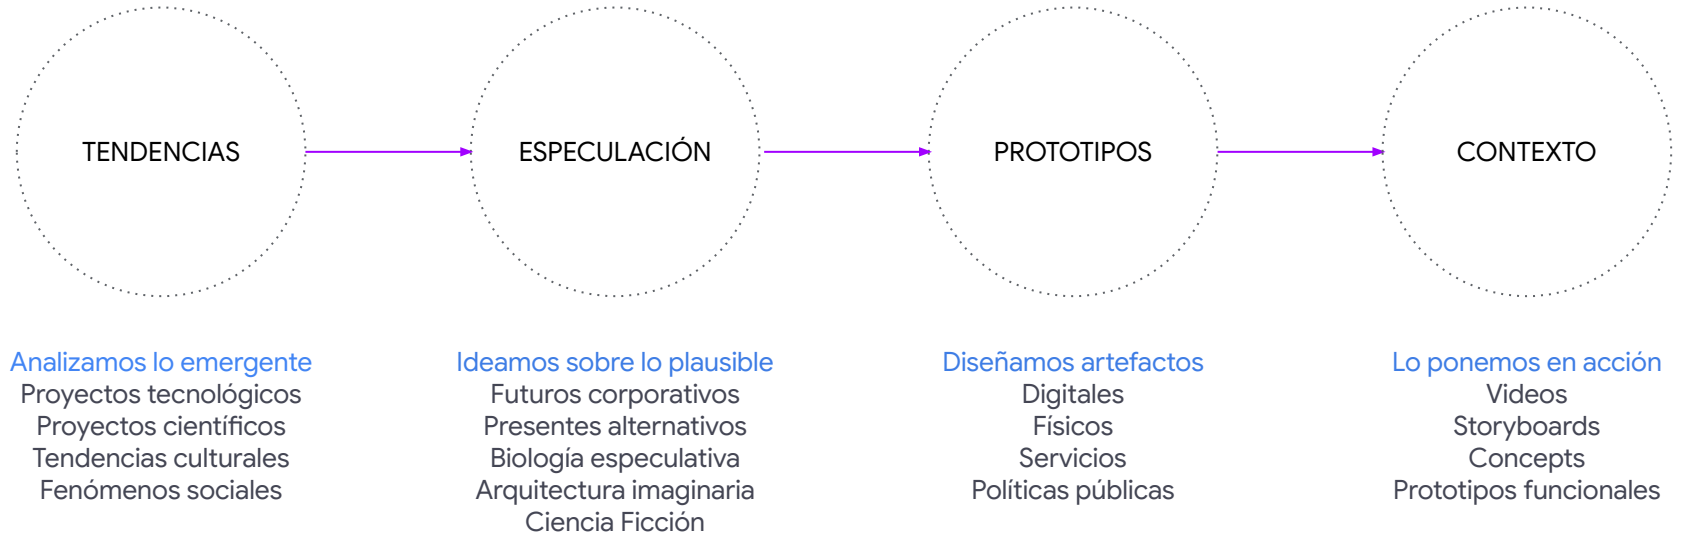 TENDENCIAS
ESPECULACIÓN
PROTOTIPOS
CONTEXTO
Analizamos lo emergente
Proyectos tecnológicos
Proyectos científicos
Tendencias culturales
Fenómenos sociales
Ideamos sobre lo plausible
Futuros corporativos
Presentes alternativos
Biología especulativa
Arquitectura imaginaria
Ciencia Ficción
Diseñamos artefactos
Digitales
Físicos
Servicios
Políticas públicas
Lo ponemos en acción
Videos
Storyboards
Concepts
Prototipos funcionales